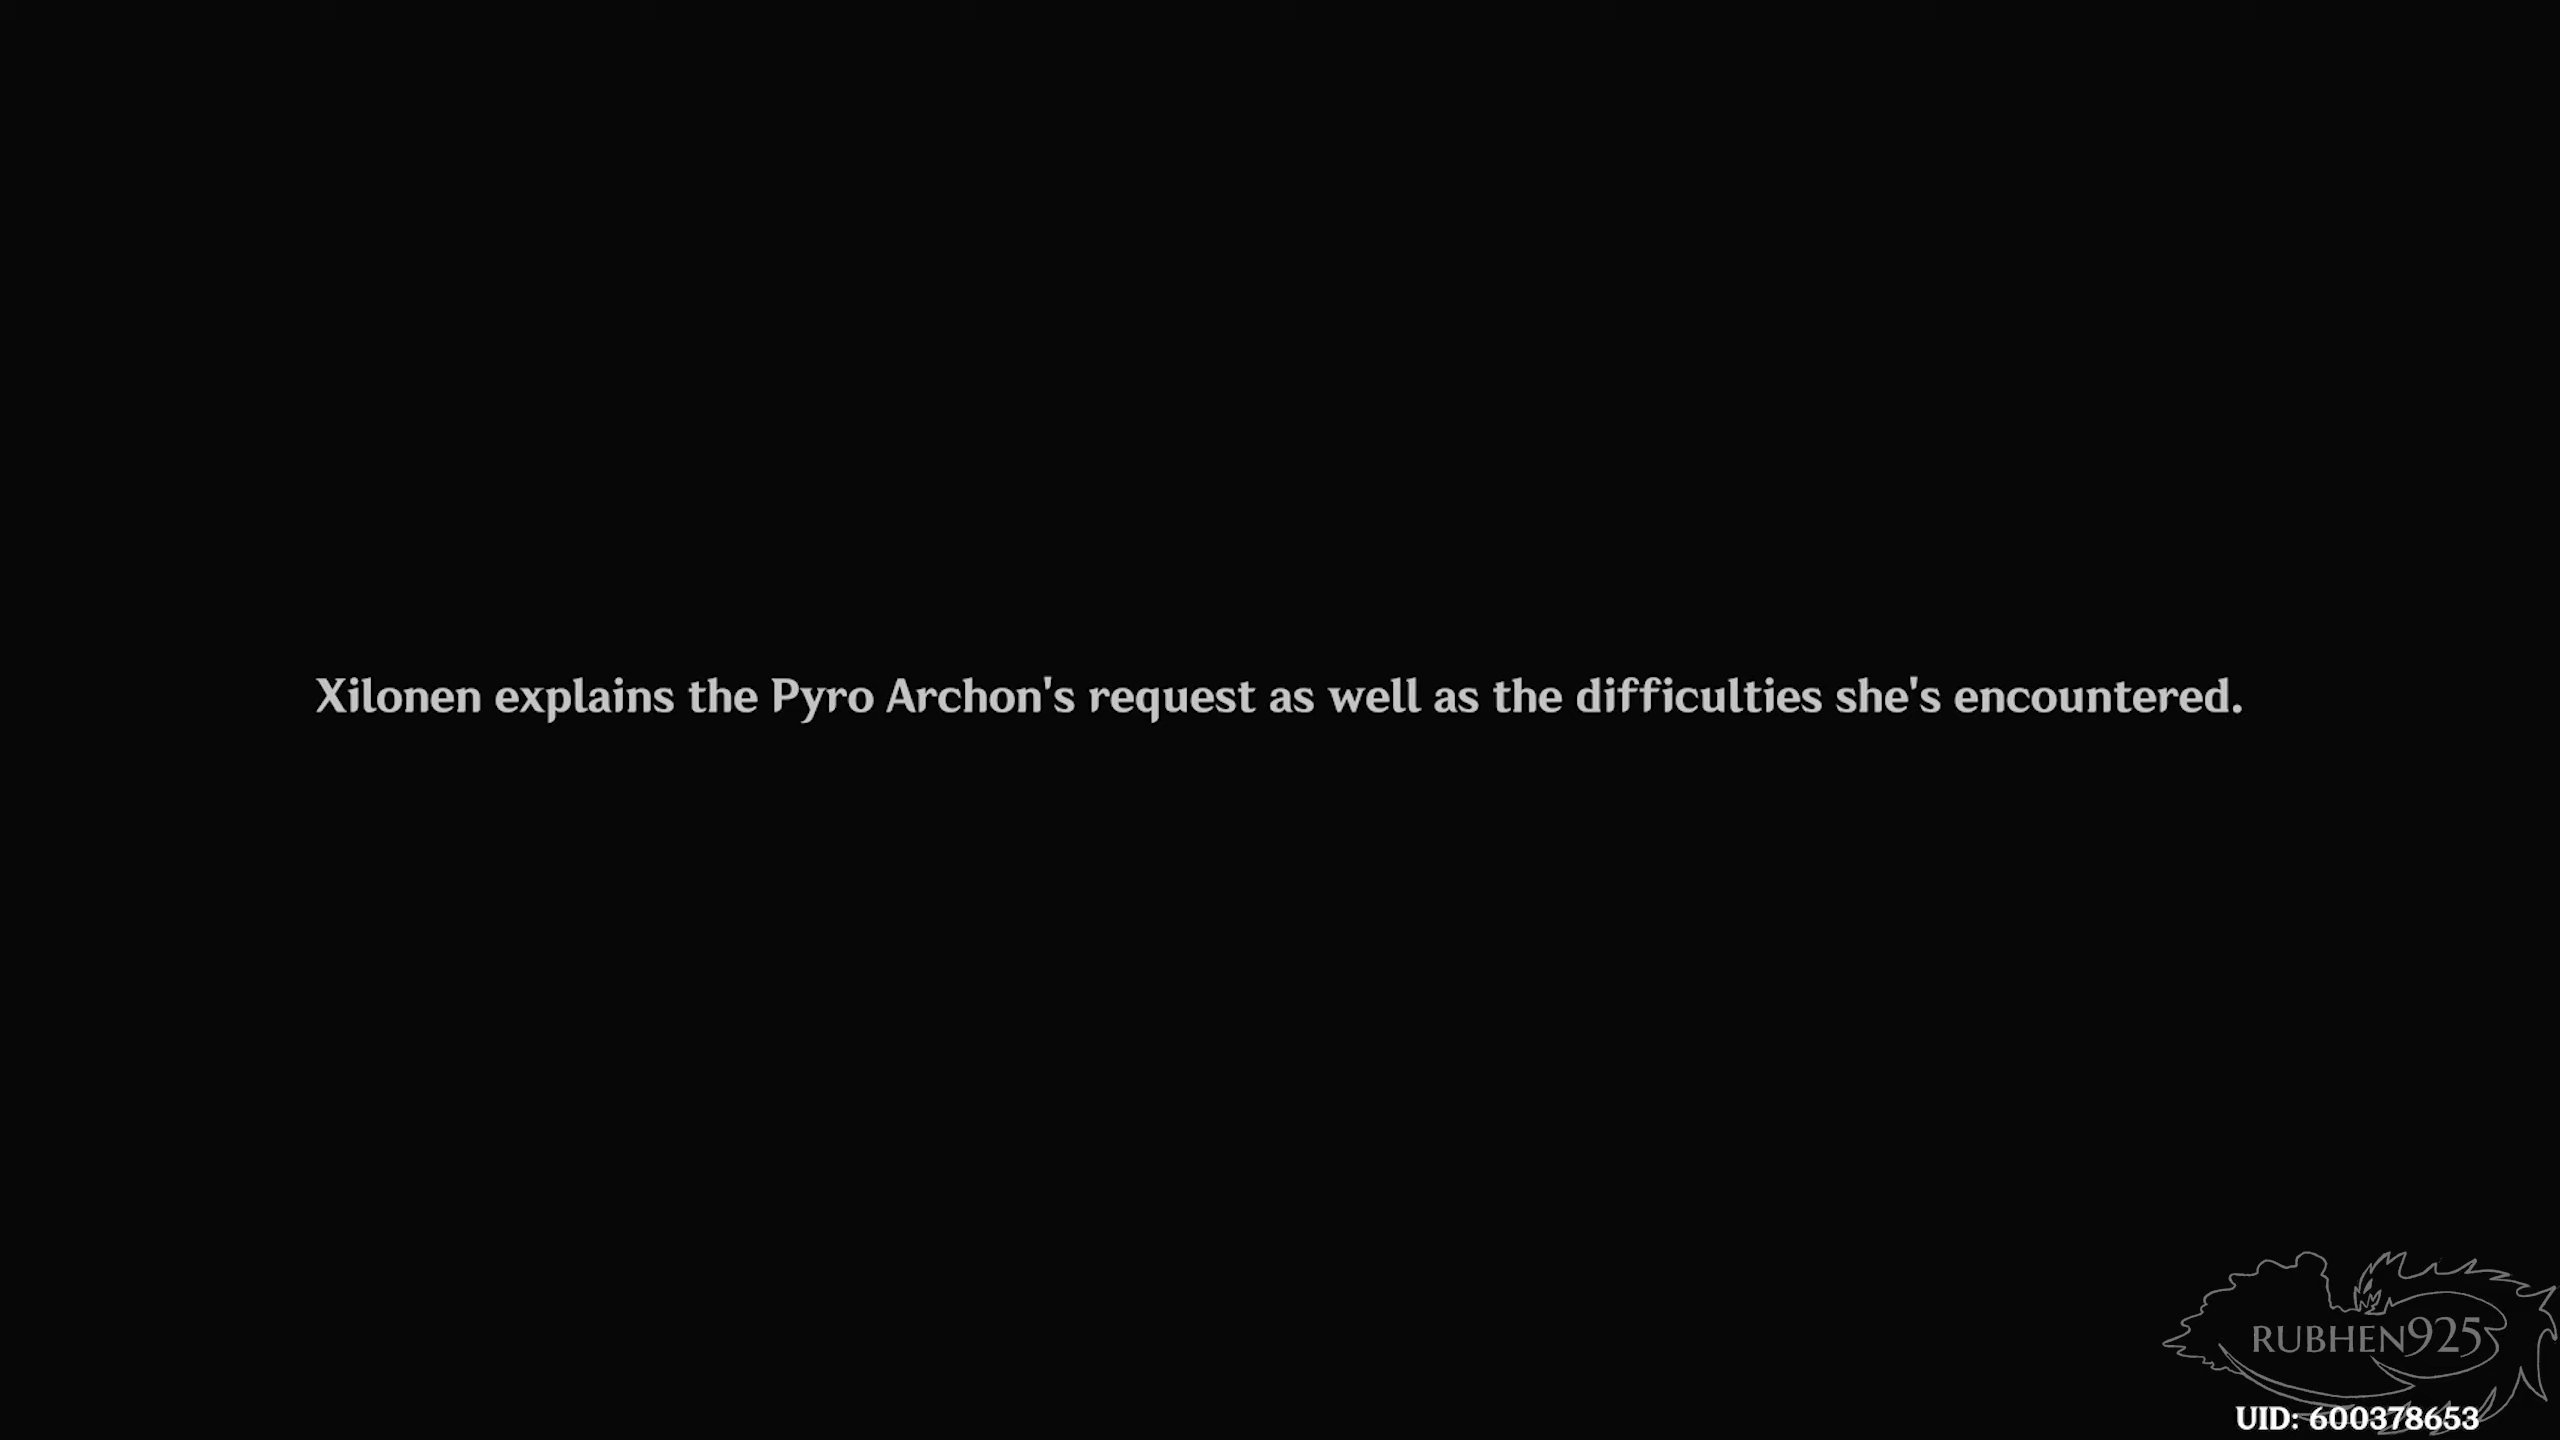 Xilonen explains the Pyro Archon's request as well as the difficulties she's encountered.
RUBHEN925
UID: 600378653